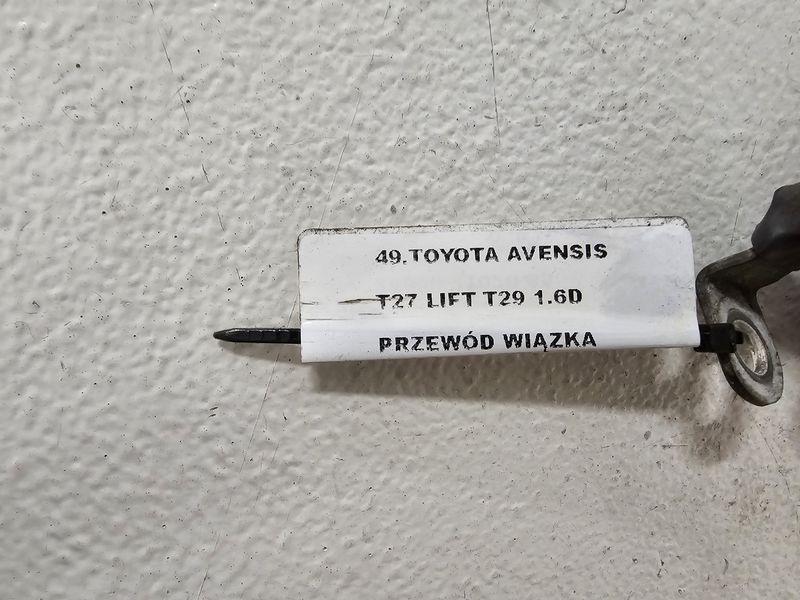 49.TOYOTA AVENSIS
T27 LIFT T29 1.6D
PRZEWÓD WIĄZKA